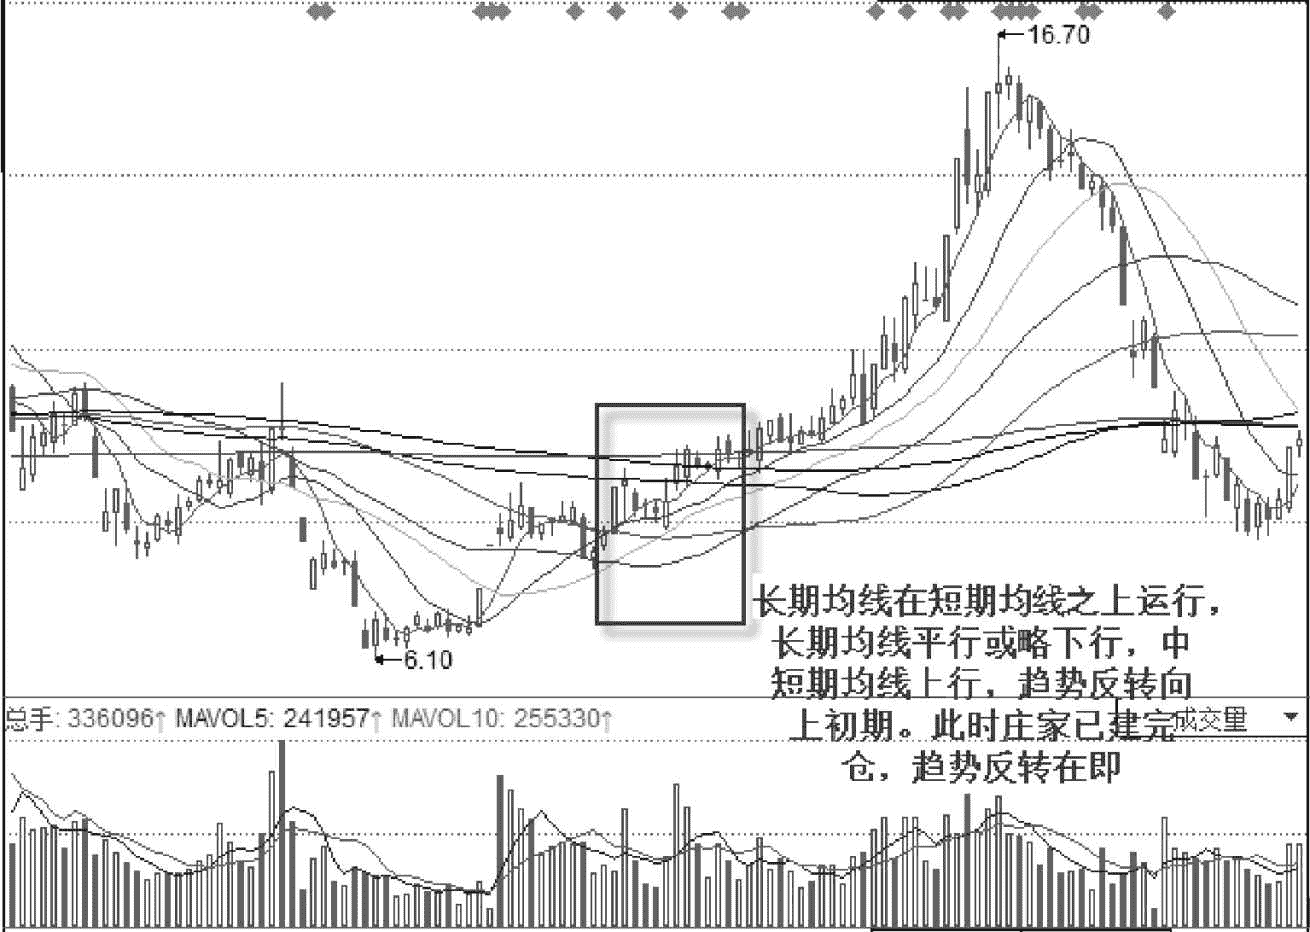 16.70
6.10
长期均线在短期均线之上运行，
长期均线平行或略下行，中
短期均线上行，趋势反转向
上初期。此时庄家已建完
仓，趋势反转在即
总手: 336096↑ MAVOL5: 241957↑ MAVOL10: 255330↑
成交量